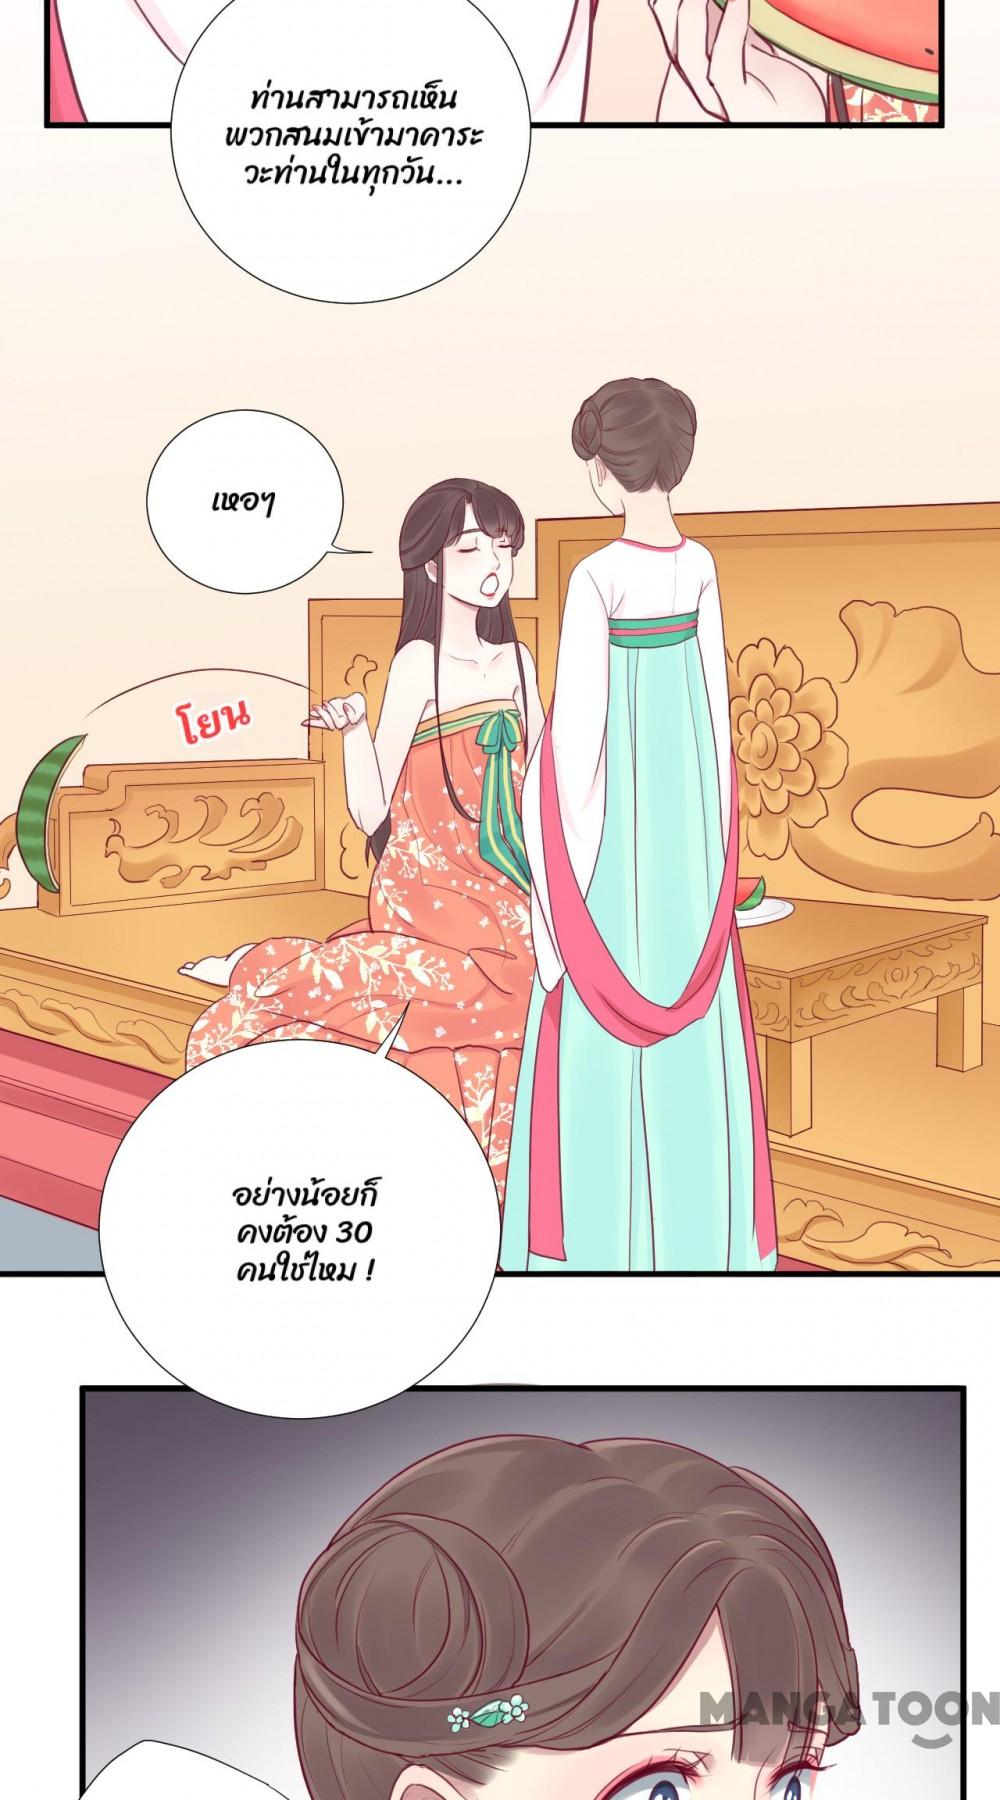 ท่านสามารถเห็น
พวกสนมเข้ามาคาระ
วะท่านในทุกวัน...
เหอๆ
โยน
อย่างน้อยก็
คงต้อง 30
คนใช่ไหม !
MANGATOON